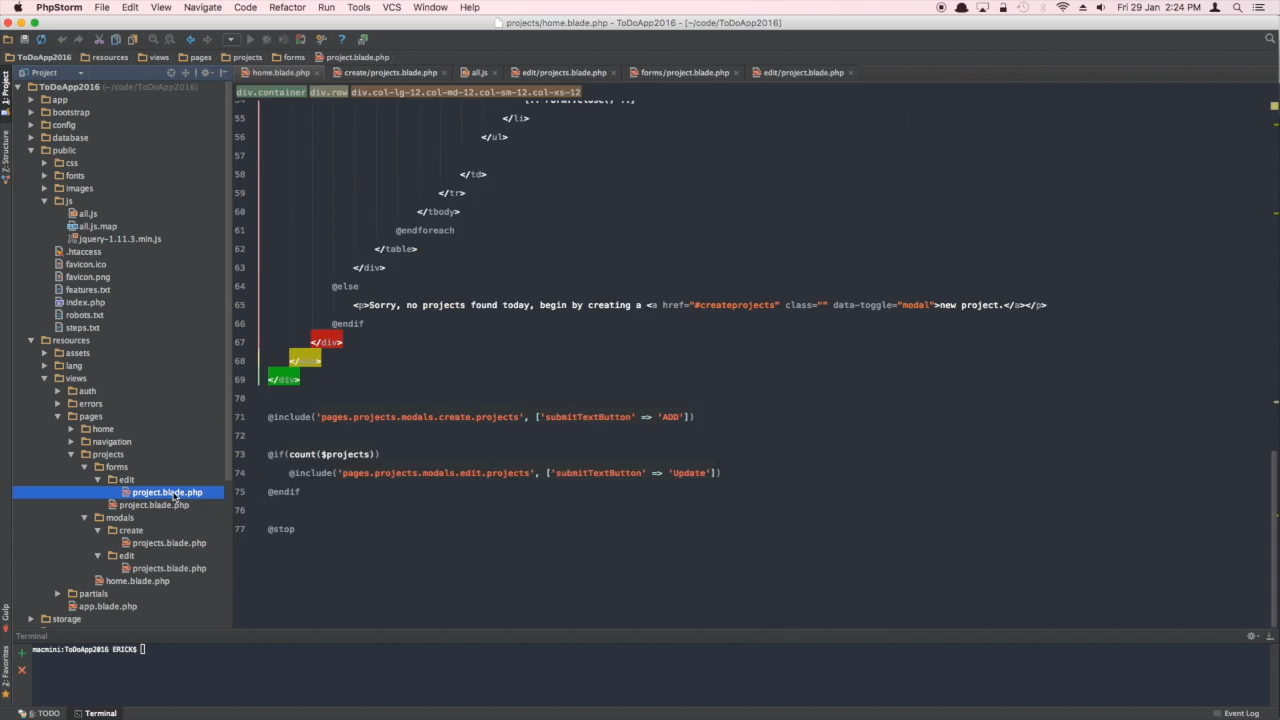 PhpStorm File Edit View Navigate Code Refactor Run Tools VCS Window Help Fri 29 Jan 2:24 PM
projects/home.blade.php - ToDoApp2016 - [~/code/ToDoApp2016]
ToDoApp2016 resources views pages projects forms project.blade.php
1: Project
Project
home.blade.php create/projects.blade.php all.js edit/projects.blade.php forms/project.blade.php edit/project.blade.php
ToDoApp2016 (~/code/ToDoApp2016)
app
bootstrap
config
database
public
css
fonts
images
js
all.js
all.js.map
jquery-1.11.3.min.js
.htaccess
favicon.ico
favicon.png
features.txt
index.php
robots.txt
steps.txt
resources
assets
lang
views
auth
errors
pages
home
navigation
projects
forms
edit
project.blade.php
project.blade.php
modals
create
projects.blade.php
edit
projects.blade.php
home.blade.php
partials
app.blade.php
storage
Z: Structure
Gulp
2: Favorites
div.container div.row div.col-lg-12.col-md-12.col-sm-12.col-xs-12
55 </li>
56 </ul>
57
58 </td>
59 </tr>
60 </tbody>
61 @endforeach
62 </table>
63 </div>
64 @else
65 <p>Sorry, no projects found today, begin by creating a <a href="#createprojects" class="" data-toggle="modal">new project.</a></p>
66 @endif
67 </div>
68 </ >
69 </div>
70
71 @include('pages.projects.modals.create.projects', ['submitTextButton' => 'ADD'])
72
73 @if(count($projects))
74 @include('pages.projects.modals.edit.projects', ['submitTextButton' => 'Update'])
75 @endif
76
77 @stop
Terminal
macmini:ToDoApp2016 ERICK$
6: TODO Terminal Event Log